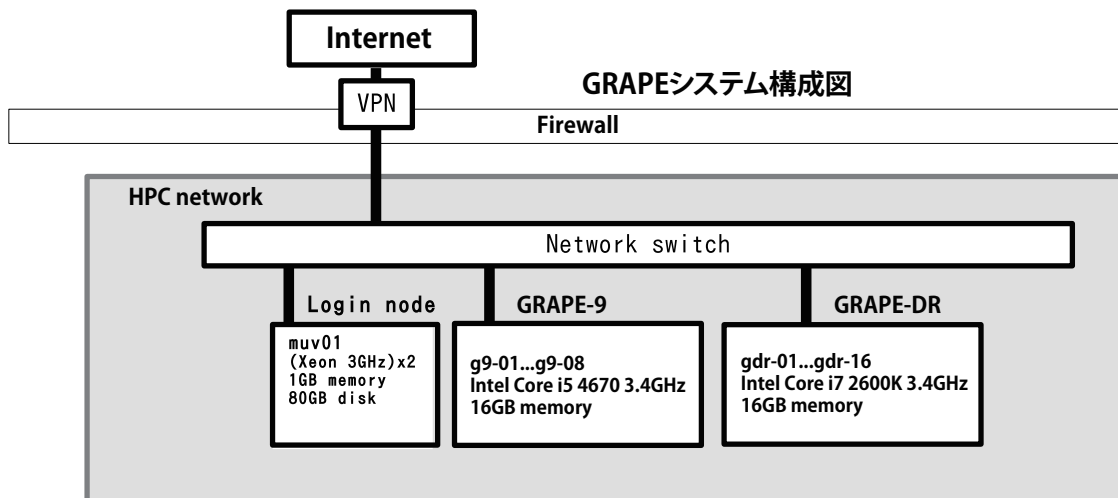 Internet
GRAPEシステム構成図
VPN
Firewall
HPC network
Network switch
Login node
muv01
(Xeon 3GHz)x2
1GB memory
80GB disk
GRAPE-9
g9-01...g9-08
Intel Core i5 4670 3.4GHz
16GB memory
GRAPE-DR
gdr-01...gdr-16
Intel Core i7 2600K 3.4GHz
16GB memory